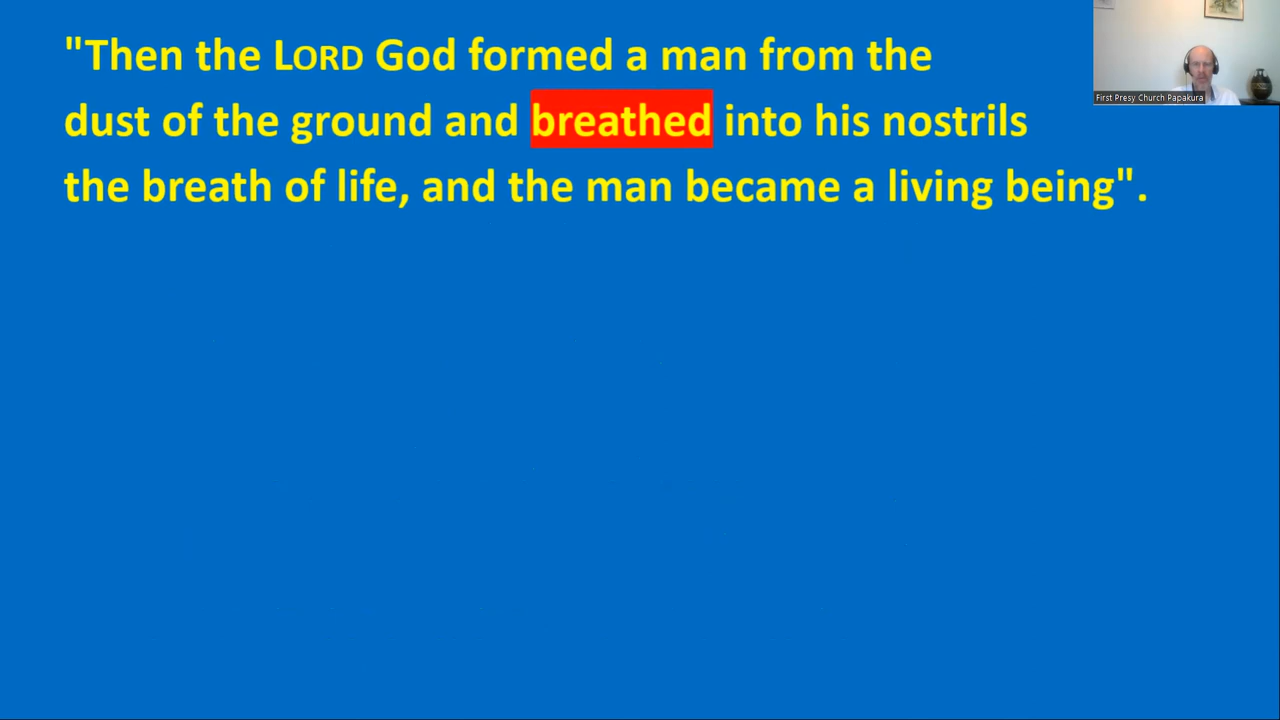 "Then the LORD God formed a man from the
dust of the ground and breathed into his nostrils
the breath of life, and the man became a living being".
First Presy Church Papakura